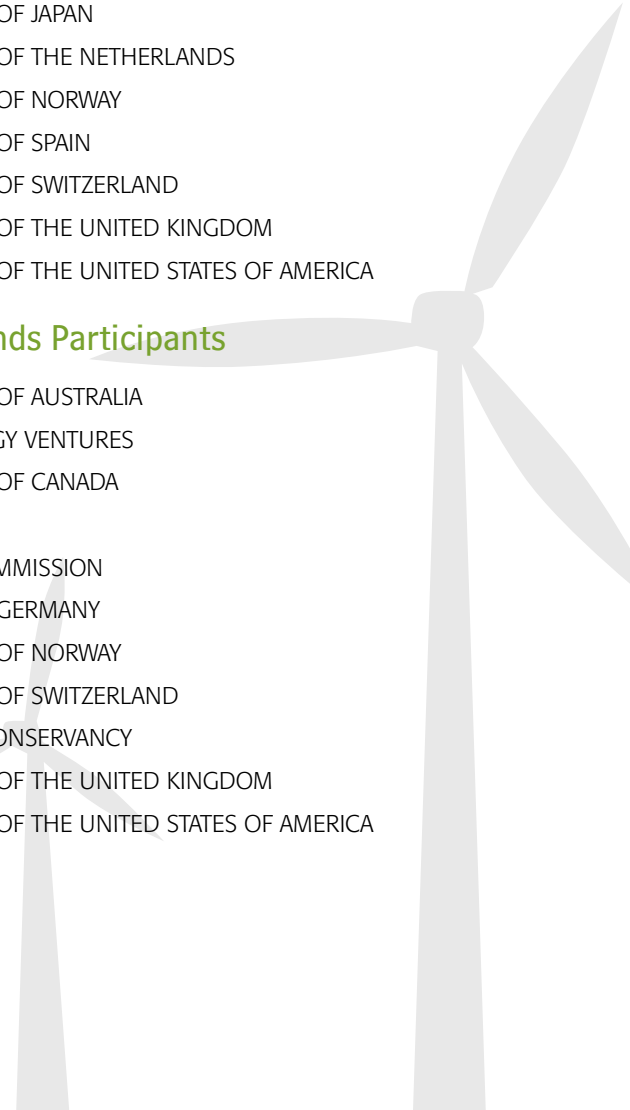 OF JAPAN
OF THE NETHERLANDS
OF NORWAY
OF SPAIN
OF SWITZERLAND
OF THE UNITED KINGDOM
OF THE UNITED STATES OF AMERICA
nds Participants
OF AUSTRALIA
GY VENTURES
OF CANADA
MMISSION
GERMANY
OF NORWAY
OF SWITZERLAND
ONSERVANCY
OF THE UNITED KINGDOM
OF THE UNITED STATES OF AMERICA